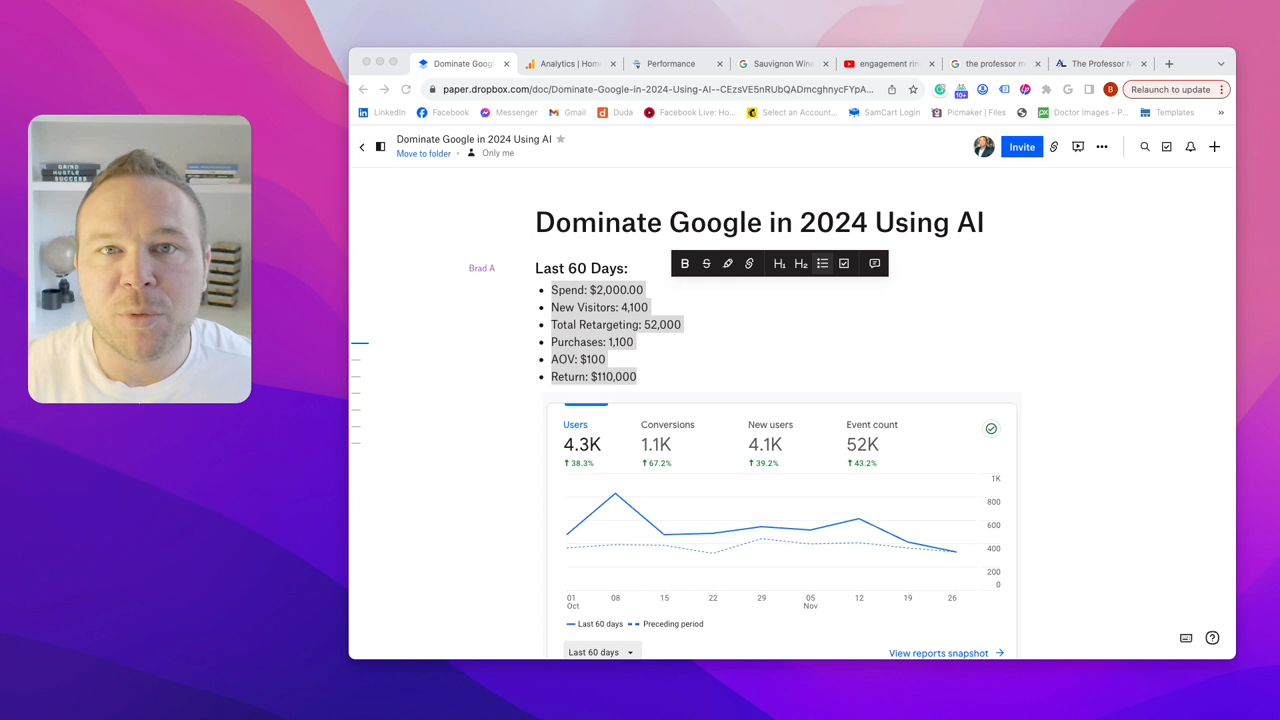 GRIND
HUSTLE
SUCCESS
Dominate Googl
Analytics | Hom
Performance
Sauvignon Wine
engagement rin
the professor m
The Professor M
paper.dropbox.com/doc/Dominate-Google-in-2024-Using-AI--CEzsVE5nRUbQADmcghnycFYpA...
10+
B
Relaunch to update
LinkedIn
Facebook
Messenger
Gmail
Duda
Facebook Live: Ho...
Select an Account...
SamCart Login
Picmaker | Files
Doctor Images - P...
Templates
»
Dominate Google in 2024 Using AI
Move to folder
Only me
Invite
Dominate Google in 2024 Using AI
B S H1 H2
Brad A
Last 60 Days:
• Spend: $2,000.00
• New Visitors: 4,100
• Total Retargeting: 52,000
• Purchases: 1,100
• AOV: $100
• Return: $110,000
Users Conversions New users Event count
4.3K 1.1K 4.1K 52K
↑ 38.3% ↑ 67.2% ↑ 39.2% ↑ 43.2%
1K
800
600
400
200
0
01 08 15 22 29 05 12 19 26
Oct Nov
Last 60 days Preceding period
Last 60 days
View reports snapshot →